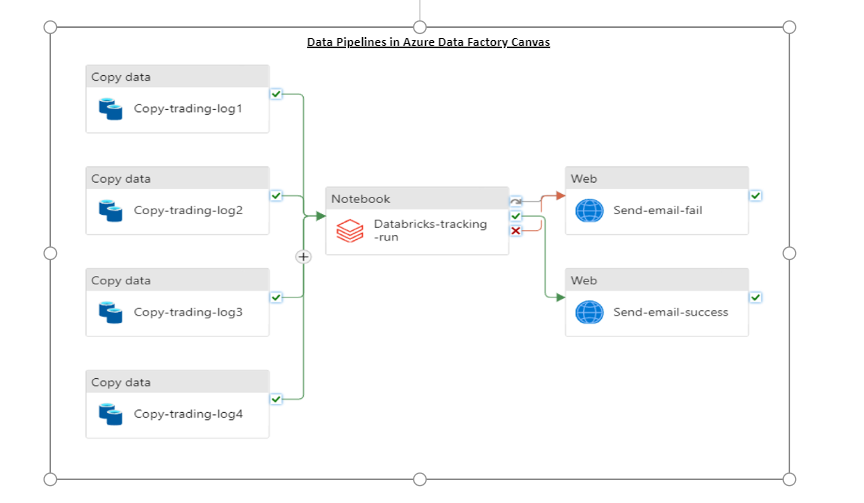 Data Pipelines in Azure Data Factory Canvas
Copy data
Copy-trading-log1
Copy data
Copy-trading-log2
Copy data
Copy-trading-log3
Copy data
Copy-trading-log4
Notebook
Databricks-tracking
-run
Web
Send-email-fail
Web
Send-email-success